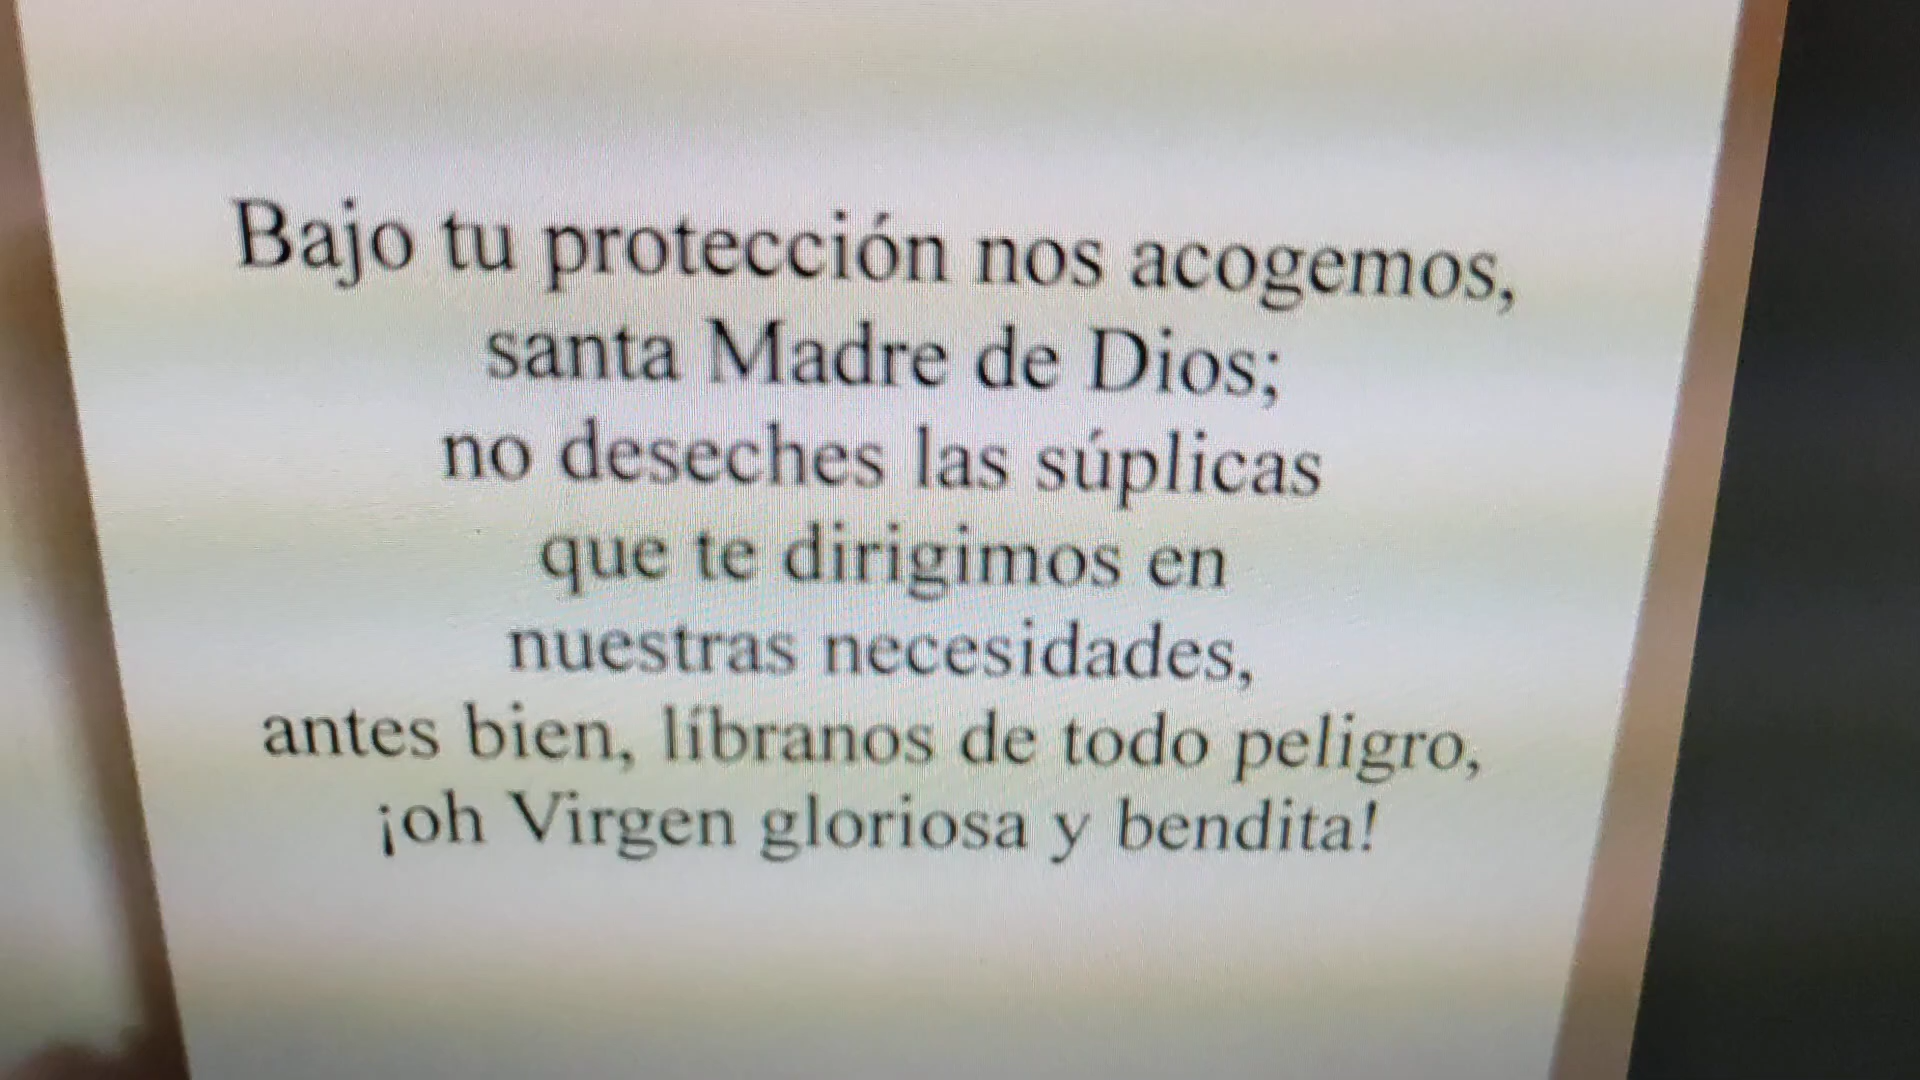 Bajo tu protección nos acogemos,
santa Madre de Dios;
no deseches las súplicas
que te dirigimos en
nuestras necesidades,
antes bien, líbranos de todo peligro,
¡oh Virgen gloriosa y bendita!